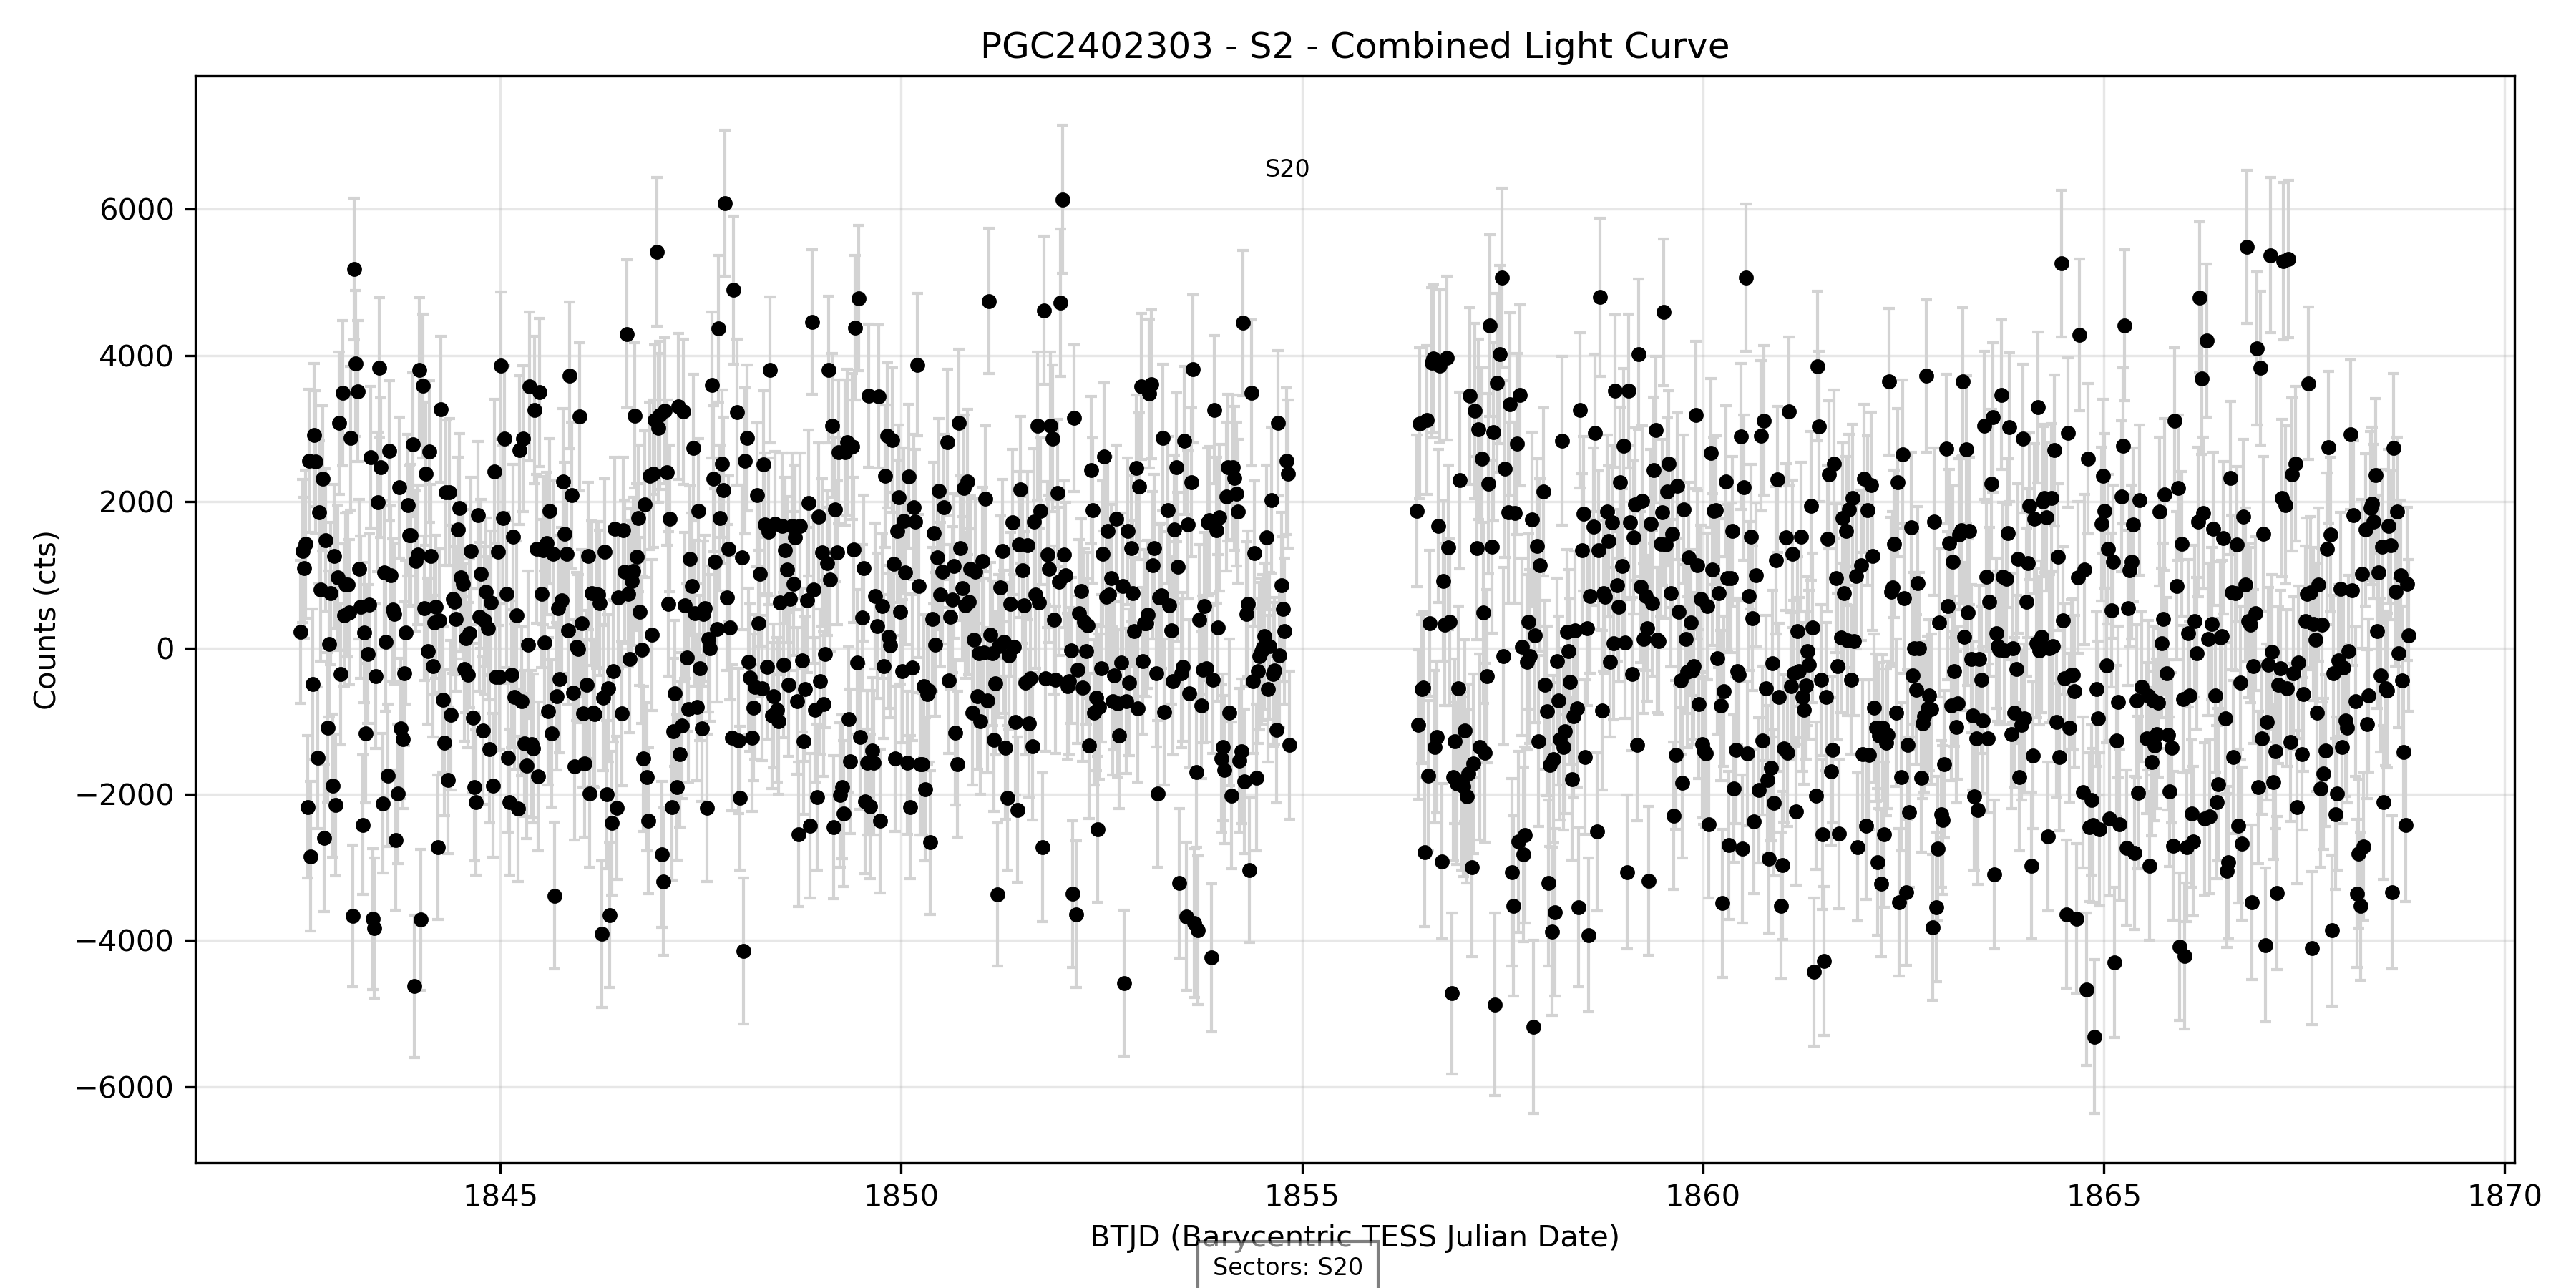 PGC2402303 - S2 - Combined Light Curve
S20
6000
4000
2000
0
−2000
−4000
−6000
Counts (cts)
1845 1850 1855 1860 1865 1870
BTJD (Barycentric TESS Julian Date)
Sectors: S20